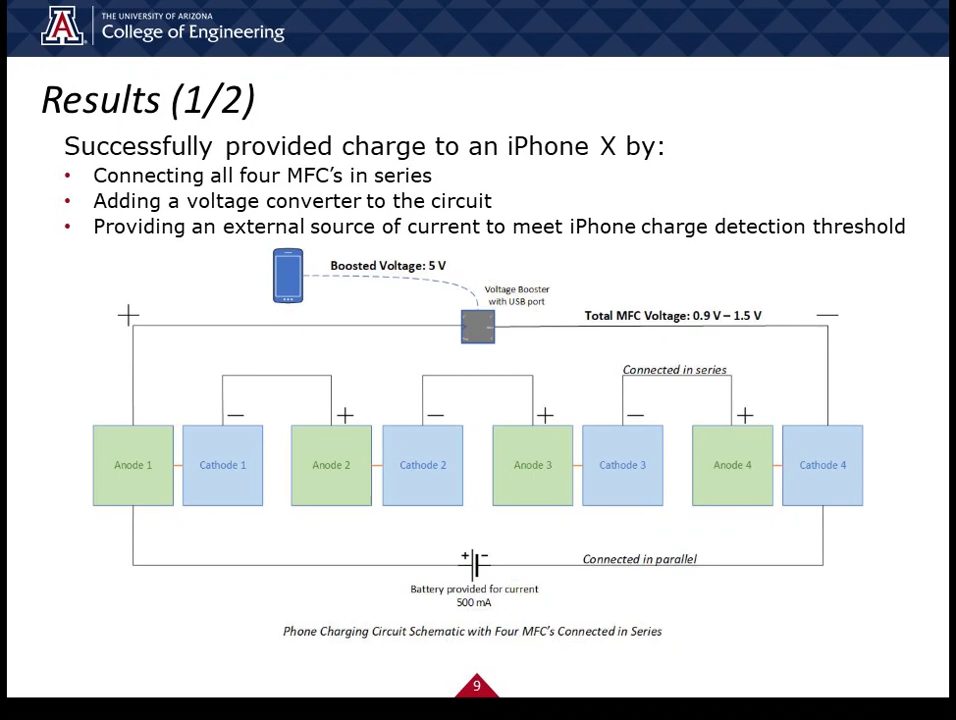 THE UNIVERSITY OF ARIZONA
College of Engineering
Results (1/2)
Successfully provided charge to an iPhone X by:
• Connecting all four MFC's in series
• Adding a voltage converter to the circuit
• Providing an external source of current to meet iPhone charge detection threshold
Boosted Voltage: 5 V
Voltage Booster
with USB port
+
Total MFC Voltage: 0.9 V – 1.5 V
—
Connected in series
— + — + — +
Anode 1 Cathode 1 Anode 2 Cathode 2 Anode 3 Cathode 3 Anode 4 Cathode 4
+ -
Connected in parallel
Battery provided for current
500 mA
Phone Charging Circuit Schematic with Four MFC's Connected in Series
9